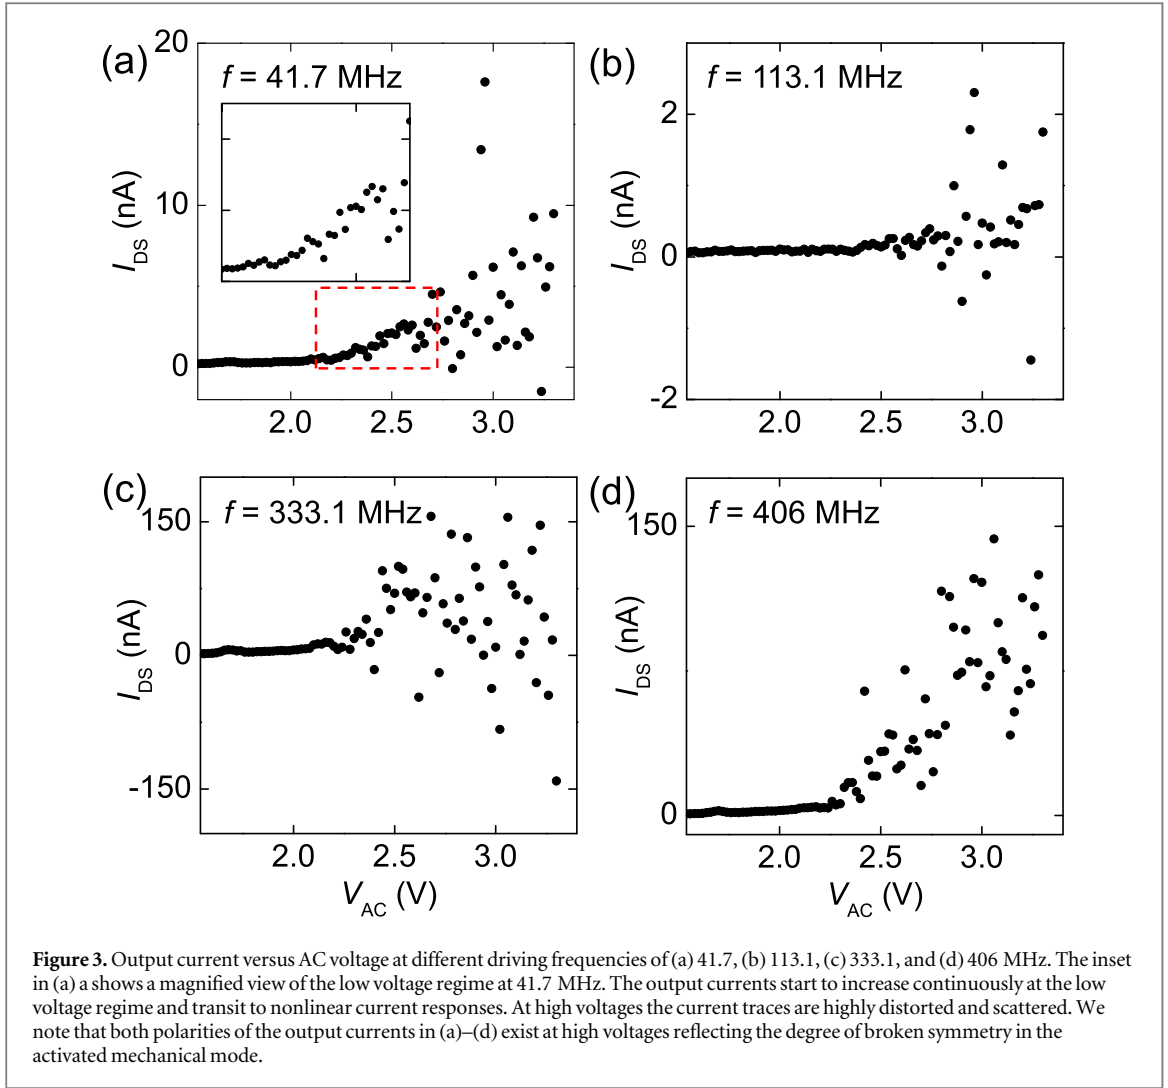 (a)
f = 41.7 MHz
20
10
0
I_DS (nA)
2.0 2.5 3.0
(b)
f = 113.1 MHz
2
0
-2
I_DS (nA)
2.0 2.5 3.0
(c)
f = 333.1 MHz
150
0
-150
I_DS (nA)
2.0 2.5 3.0
V_AC (V)
(d)
f = 406 MHz
150
0
I_DS (nA)
2.0 2.5 3.0
V_AC (V)
Figure 3. Output current versus AC voltage at different driving frequencies of (a) 41.7, (b) 113.1, (c) 333.1, and (d) 406 MHz. The inset
in (a) a shows a magnified view of the low voltage regime at 41.7 MHz. The output currents start to increase continuously at the low
voltage regime and transit to nonlinear current responses. At high voltages the current traces are highly distorted and scattered. We
note that both polarities of the output currents in (a)–(d) exist at high voltages reflecting the degree of broken symmetry in the
activated mechanical mode.